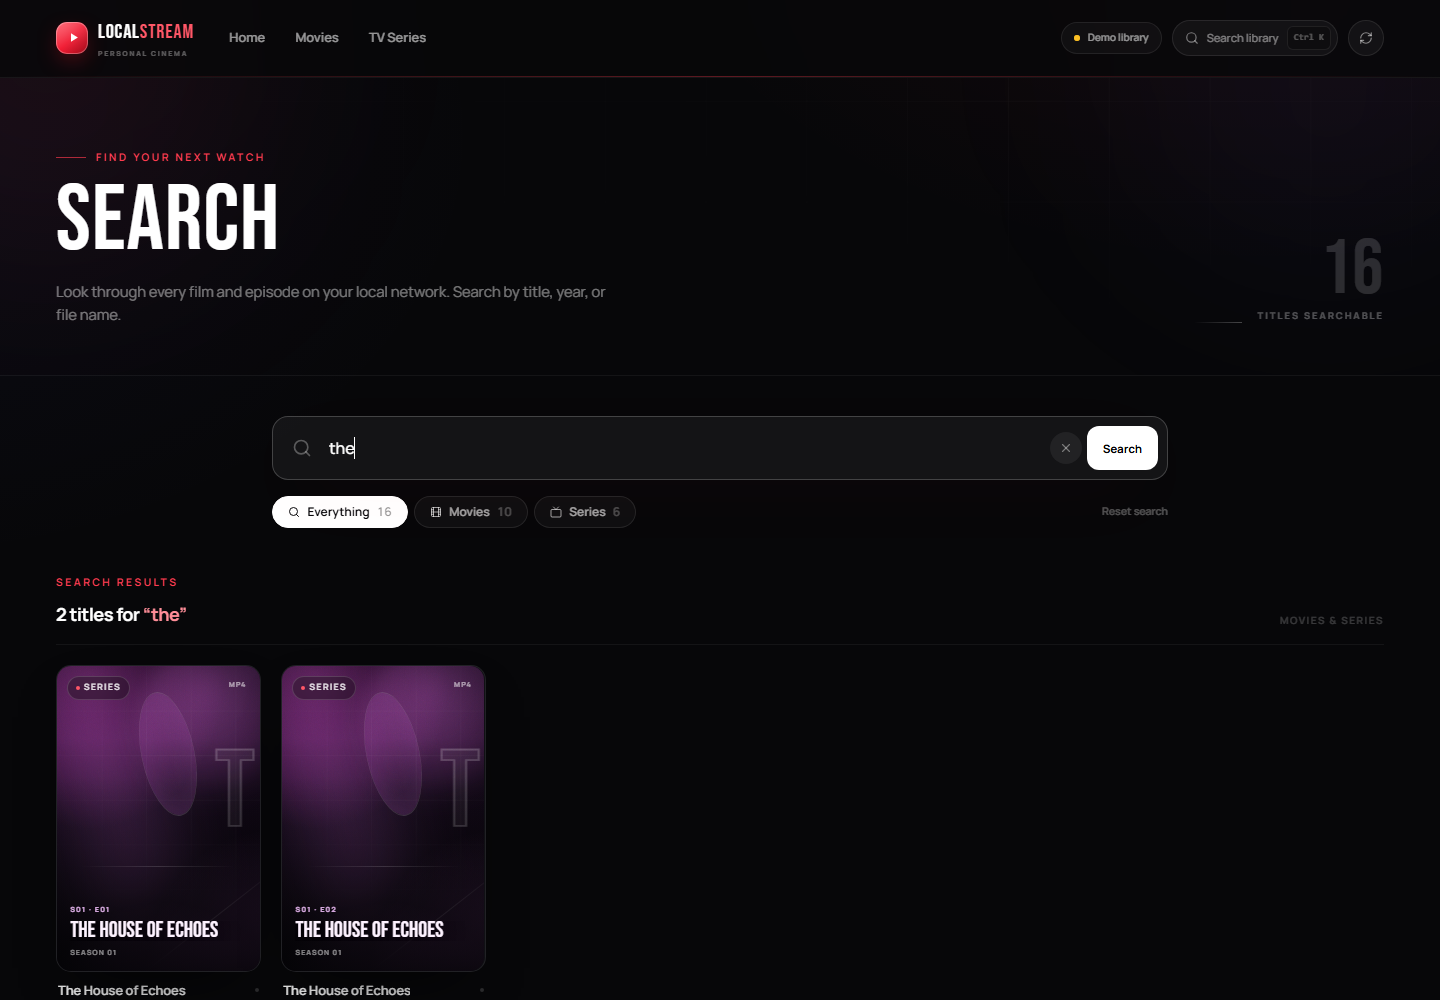 LOCALSTREAM
PERSONAL CINEMA
Home
Movies
TV Series
Demo library
Search library
Ctrl K
FIND YOUR NEXT WATCH
SEARCH
Look through every film and episode on your local network. Search by title, year, or
file name.
16
TITLES SEARCHABLE
the
Search
Everything 16
Movies 10
Series 6
Reset search
SEARCH RESULTS
2 titles for “the”
MOVIES & SERIES
SERIES
MP4
T
S01 · E01
THE HOUSE OF ECHOES
SEASON 01
The House of Echoes
SERIES
MP4
T
S01 · E02
THE HOUSE OF ECHOES
SEASON 01
The House of Echoes